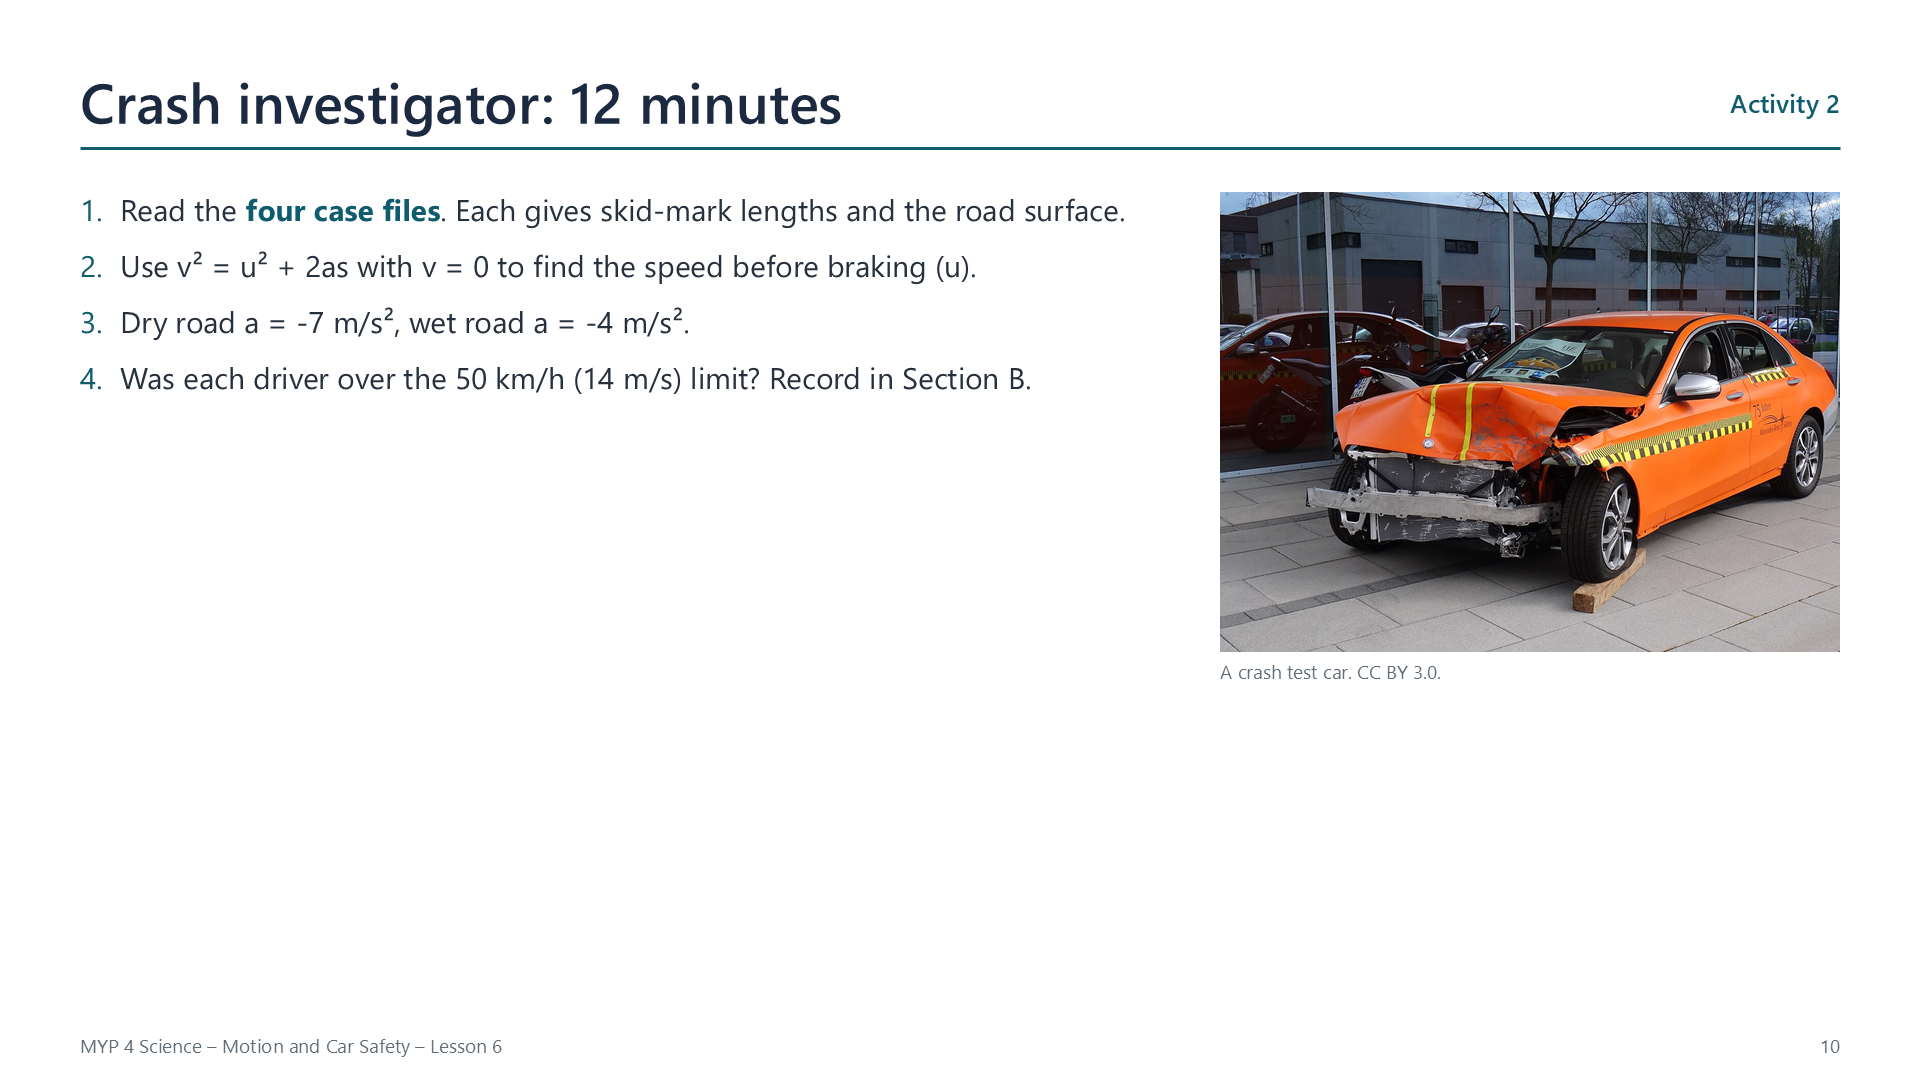 Crash investigator: 12 minutes
Activity 2
1. Read the four case files. Each gives skid-mark lengths and the road surface.
2. Use v² = u² + 2as with v = 0 to find the speed before braking (u).
3. Dry road a = -7 m/s², wet road a = -4 m/s².
4. Was each driver over the 50 km/h (14 m/s) limit? Record in Section B.
A crash test car. CC BY 3.0.
MYP 4 Science – Motion and Car Safety – Lesson 6
10